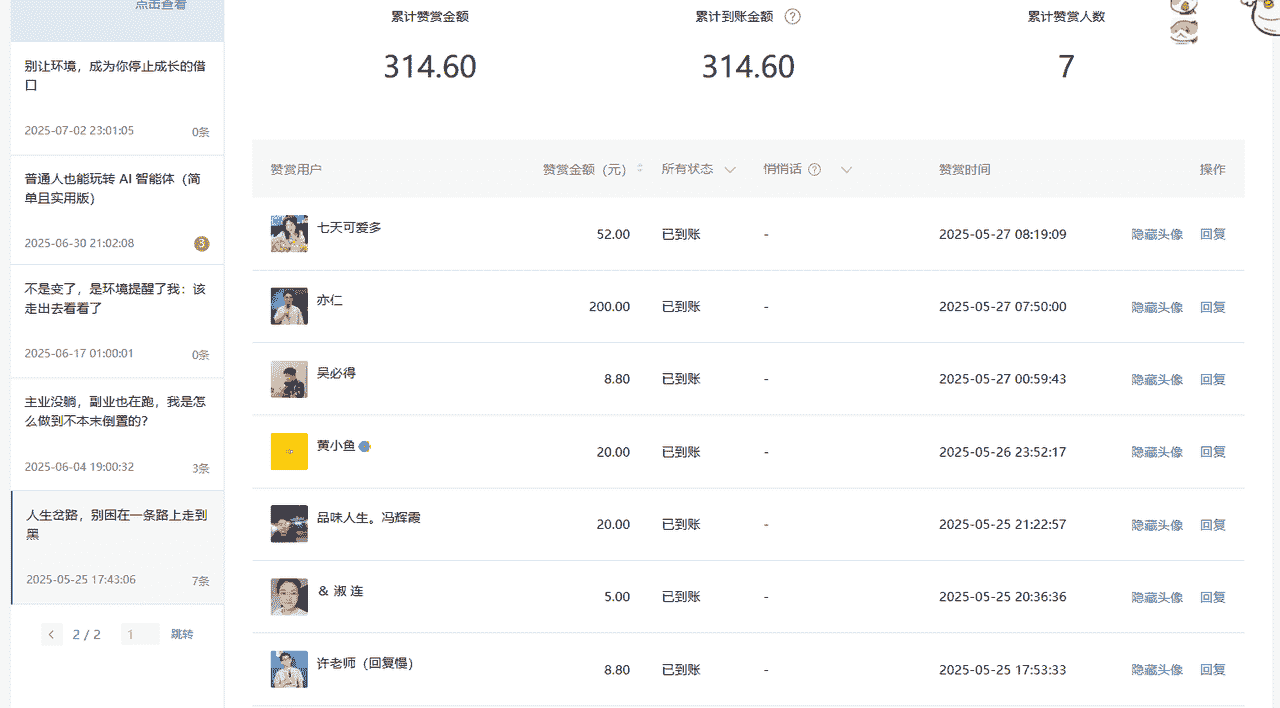 点击查看
别让环境，成为你停止成长的借
口
2025-07-02 23:01:05
0条
普通人也能玩转 AI 智能体（简
单且实用版）
2025-06-30 21:02:08
3
不是变了，是环境提醒了我：该
走出去看看了
2025-06-17 01:00:01
0条
主业没躺，副业也在跑，我是怎
么做到不本末倒置的?
2025-06-04 19:00:32
3条
人生岔路，别困在一条路上走到
黑
2025-05-25 17:43:06
7条
2 / 2
1
跳转
累计赞赏金额
314.60
累计到账金额 ?
314.60
累计赞赏人数
7
赞赏用户 赞赏金额（元） 所有状态 悄悄话 ? 赞赏时间 操作
七天可爱多 52.00 已到账 - 2025-05-27 08:19:09 隐藏头像 回复
亦仁 200.00 已到账 - 2025-05-27 07:50:00 隐藏头像 回复
吴必得 8.80 已到账 - 2025-05-27 00:59:43 隐藏头像 回复
黄小鱼 20.00 已到账 - 2025-05-26 23:52:17 隐藏头像 回复
品味人生。冯辉霞 20.00 已到账 - 2025-05-25 21:22:57 隐藏头像 回复
& 淑 连 5.00 已到账 - 2025-05-25 20:36:36 隐藏头像 回复
许老师（回复慢） 8.80 已到账 - 2025-05-25 17:53:33 隐藏头像 回复